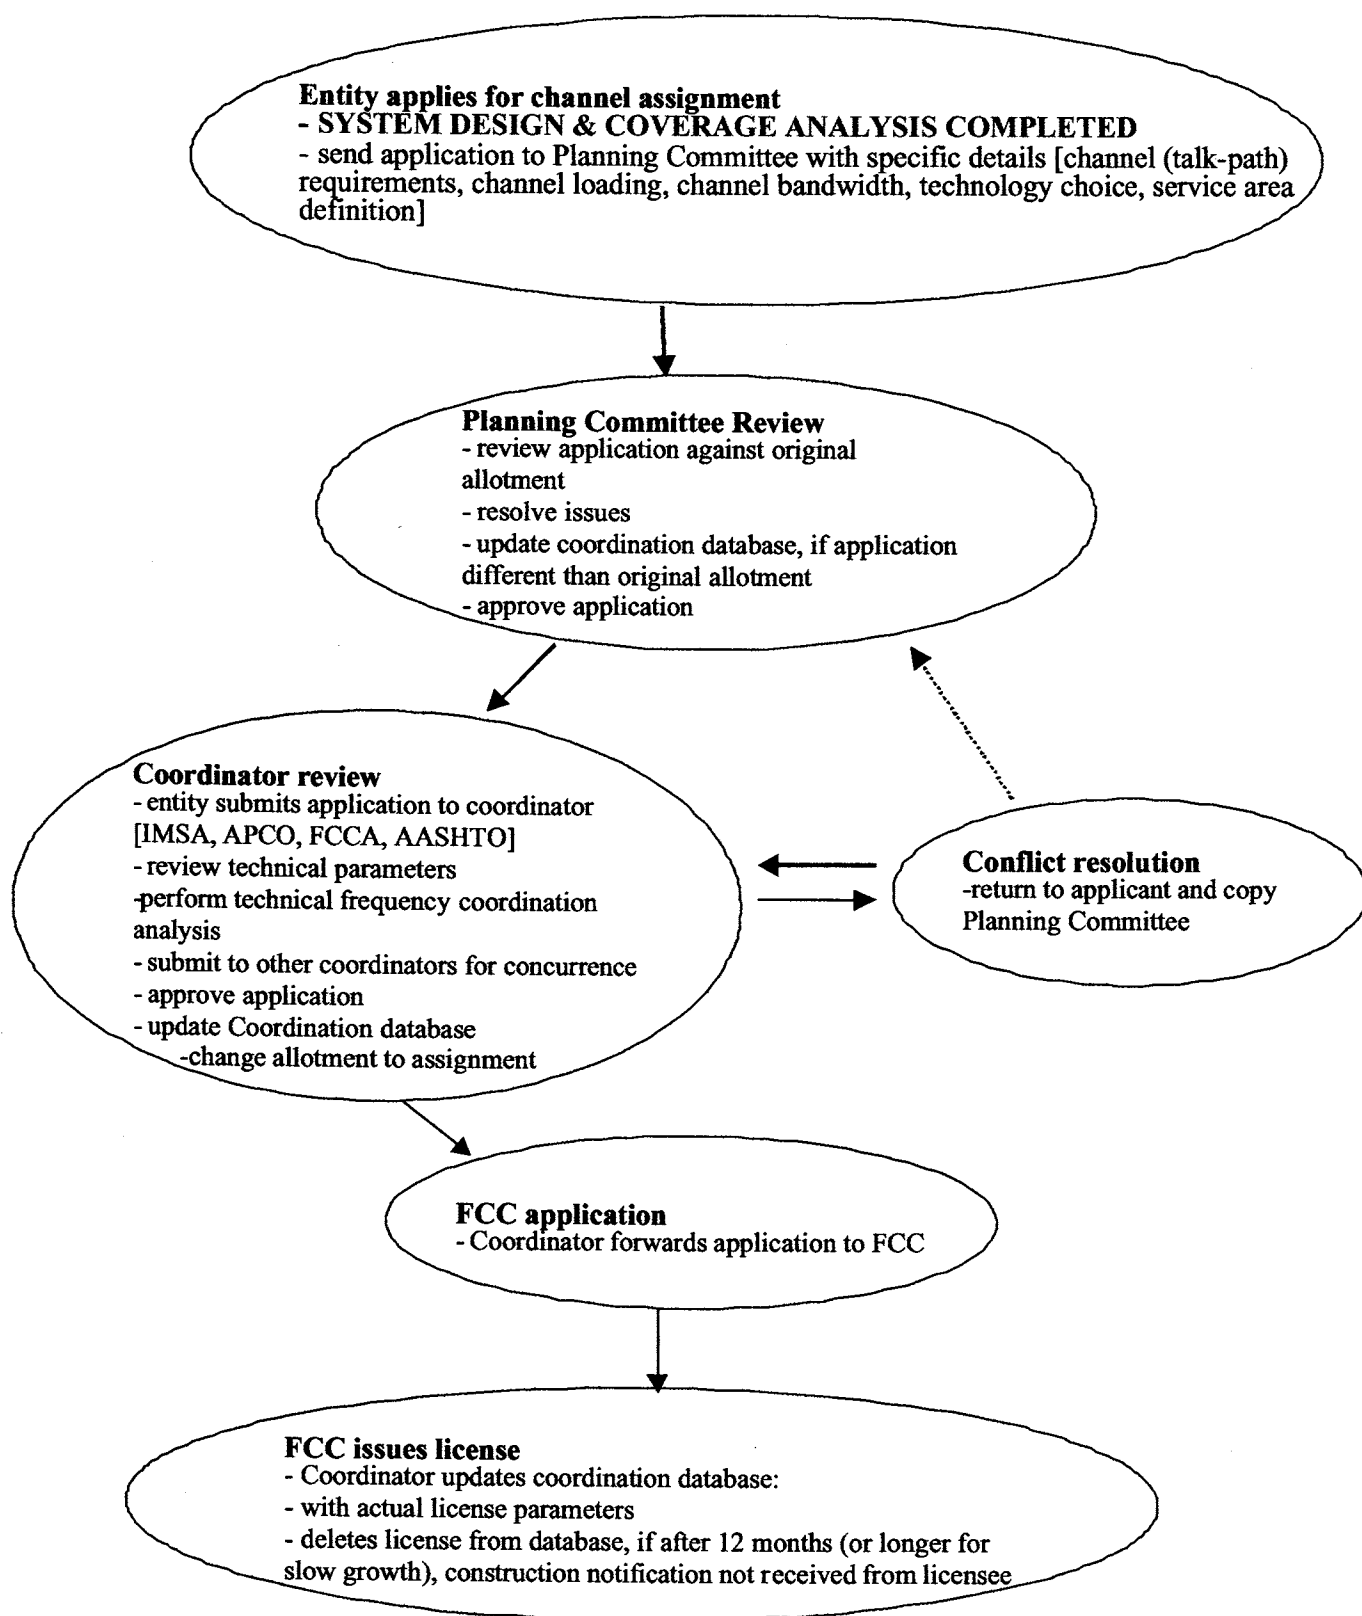 Entity applies for channel assignment
- SYSTEM DESIGN & COVERAGE ANALYSIS COMPLETED
- send application to Planning Committee with specific details [channel (talk-path)
requirements, channel loading, channel bandwidth, technology choice, service area
definition]
Planning Committee Review
- review application against original
allotment
- resolve issues
- update coordination database, if application
different than original allotment
- approve application
Coordinator review
- entity submits application to coordinator
[IMSA, APCO, FCCA, AASHTO]
- review technical parameters
-perform technical frequency coordination
analysis
- submit to other coordinators for concurrence
- approve application
- update Coordination database
-change allotment to assignment
Conflict resolution
-return to applicant and copy
Planning Committee
FCC application
- Coordinator forwards application to FCC
FCC issues license
- Coordinator updates coordination database:
- with actual license parameters
- deletes license from database, if after 12 months (or longer for
slow growth), construction notification not received from licensee